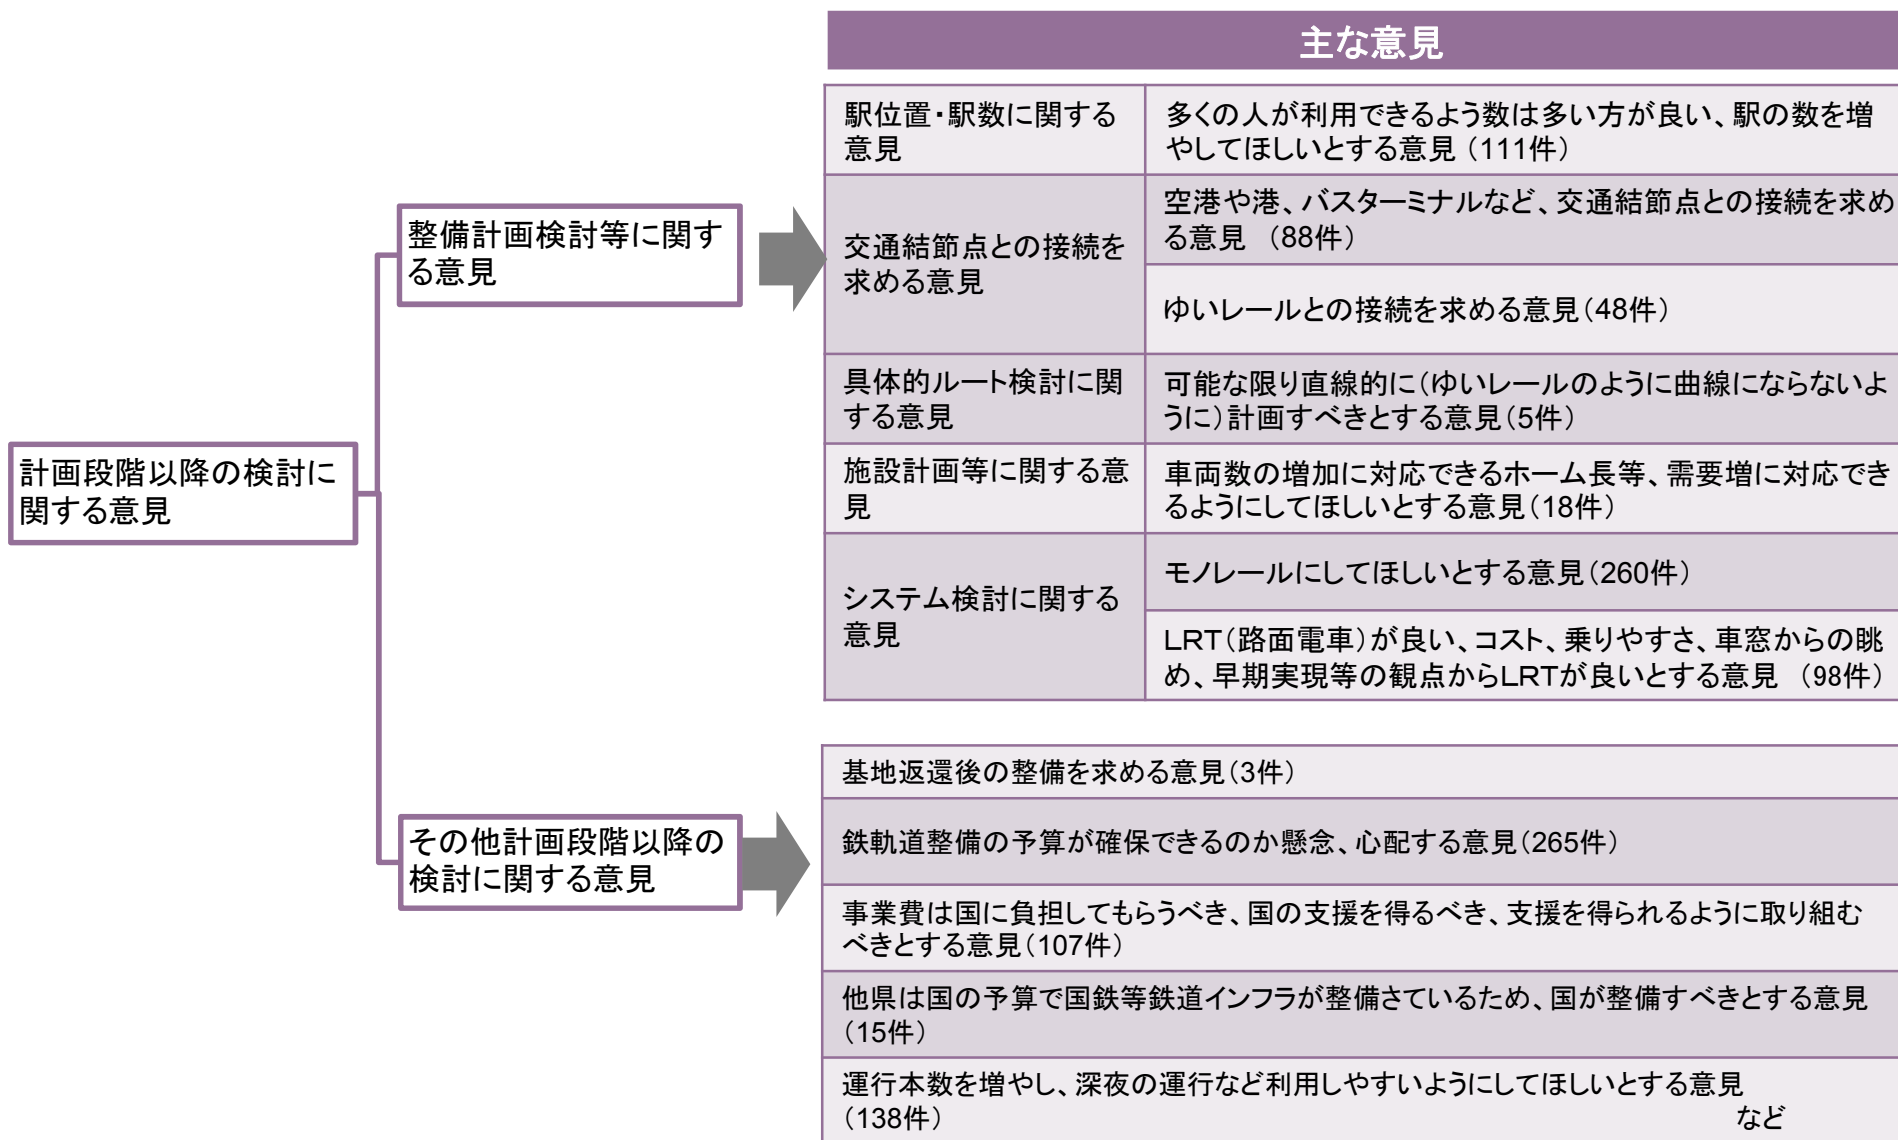 主な意見
計画段階以降の検討に
関する意見
整備計画検討等に関す
る意見
駅位置・駅数に関する
意見
多くの人が利用できるよう数は多い方が良い、駅の数を増
やしてほしいとする意見（111件）
交通結節点との接続を
求める意見
空港や港、バスターミナルなど、交通結節点との接続を求め
る意見　（88件）
ゆいレールとの接続を求める意見（48件）
具体的ルート検討に関
する意見
可能な限り直線的に（ゆいレールのように曲線にならないよ
うに）計画すべきとする意見（5件）
施設計画等に関する意
見
車両数の増加に対応できるホーム長等、需要増に対応でき
るようにしてほしいとする意見（18件）
システム検討に関する
意見
モノレールにしてほしいとする意見（260件）
ＬＲＴ（路面電車）が良い、コスト、乗りやすさ、車窓からの眺
め、早期実現等の観点からＬＲＴが良いとする意見　（98件）
その他計画段階以降の
検討に関する意見
基地返還後の整備を求める意見（3件）
鉄軌道整備の予算が確保できるのか懸念、心配する意見（265件）
事業費は国に負担してもらうべき、国の支援を得るべき、支援を得られるように取り組む
べきとする意見（107件）
他県は国の予算で国鉄等鉄道インフラが整備さているため、国が整備すべきとする意見
（15件）
運行本数を増やし、深夜の運行など利用しやすいようにしてほしいとする意見
（138件）　など